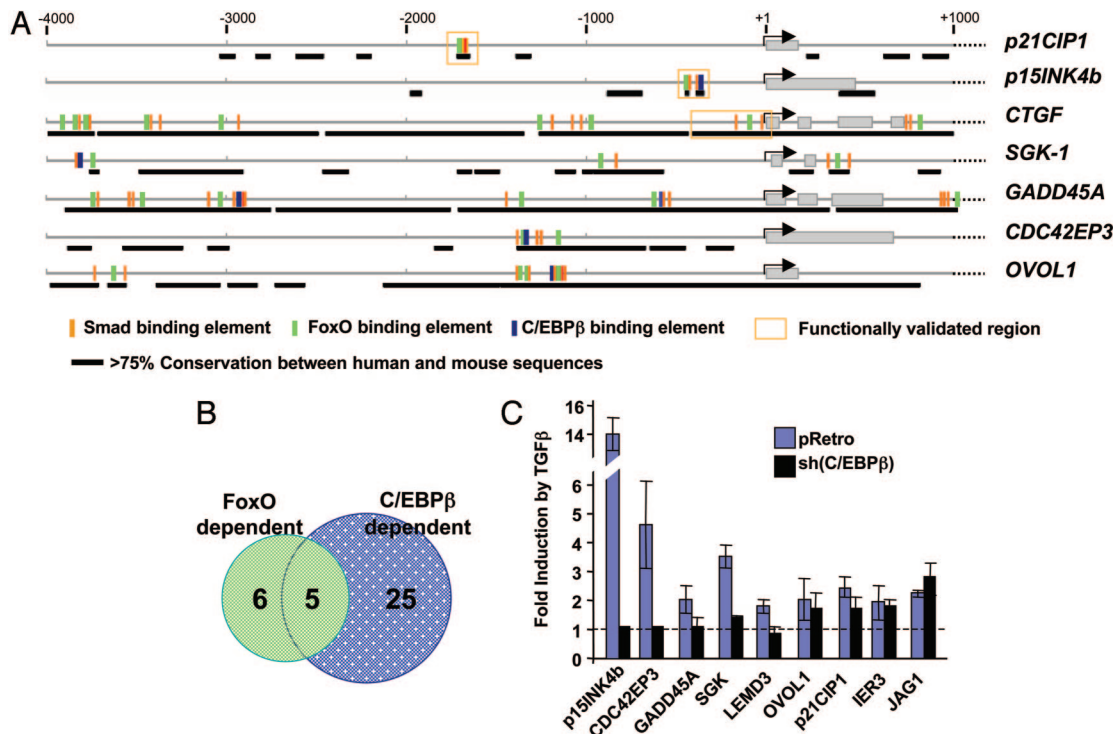 A
-4000 -3000 -2000 -1000 +1 +1000
p21CIP1
p15INK4b
CTGF
SGK-1
GADD45A
CDC42EP3
OVOL1
Smad binding element FoxO binding element C/EBPβ binding element Functionally validated region
>75% Conservation between human and mouse sequences
B
FoxO dependent
C/EBPβ dependent
6 5 25
C
Fold Induction by TGFβ
16
14
6
5
4
3
2
1
0
pRetro
sh(C/EBPβ)
p15INK4b
CDC42EP3
GADD45A
SGK
LEMD3
OVOL1
p21CIP1
IER3
JAG1